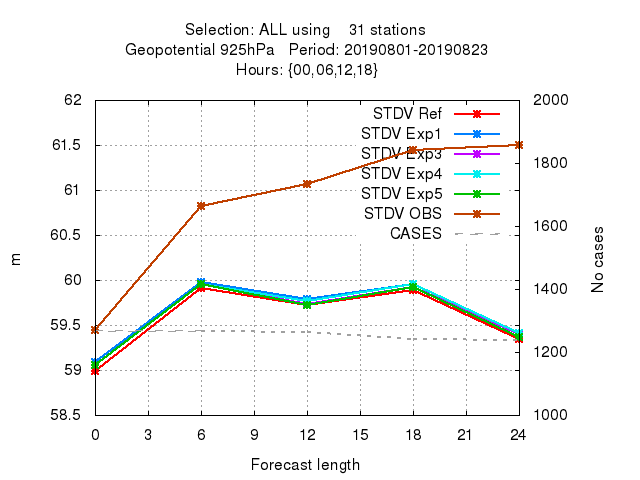 Selection: ALL using    31 stations
Geopotential 925hPa   Period: 20190801-20190823
Hours: {00,06,12,18}
62
61.5
61
60.5
60
59.5
59
58.5
m
2000
1800
1600
1400
1200
1000
No cases
STDV Ref
STDV Exp1
STDV Exp3
STDV Exp4
STDV Exp5
STDV OBS
CASES
0 3 6 9 12 15 18 21 24
Forecast length